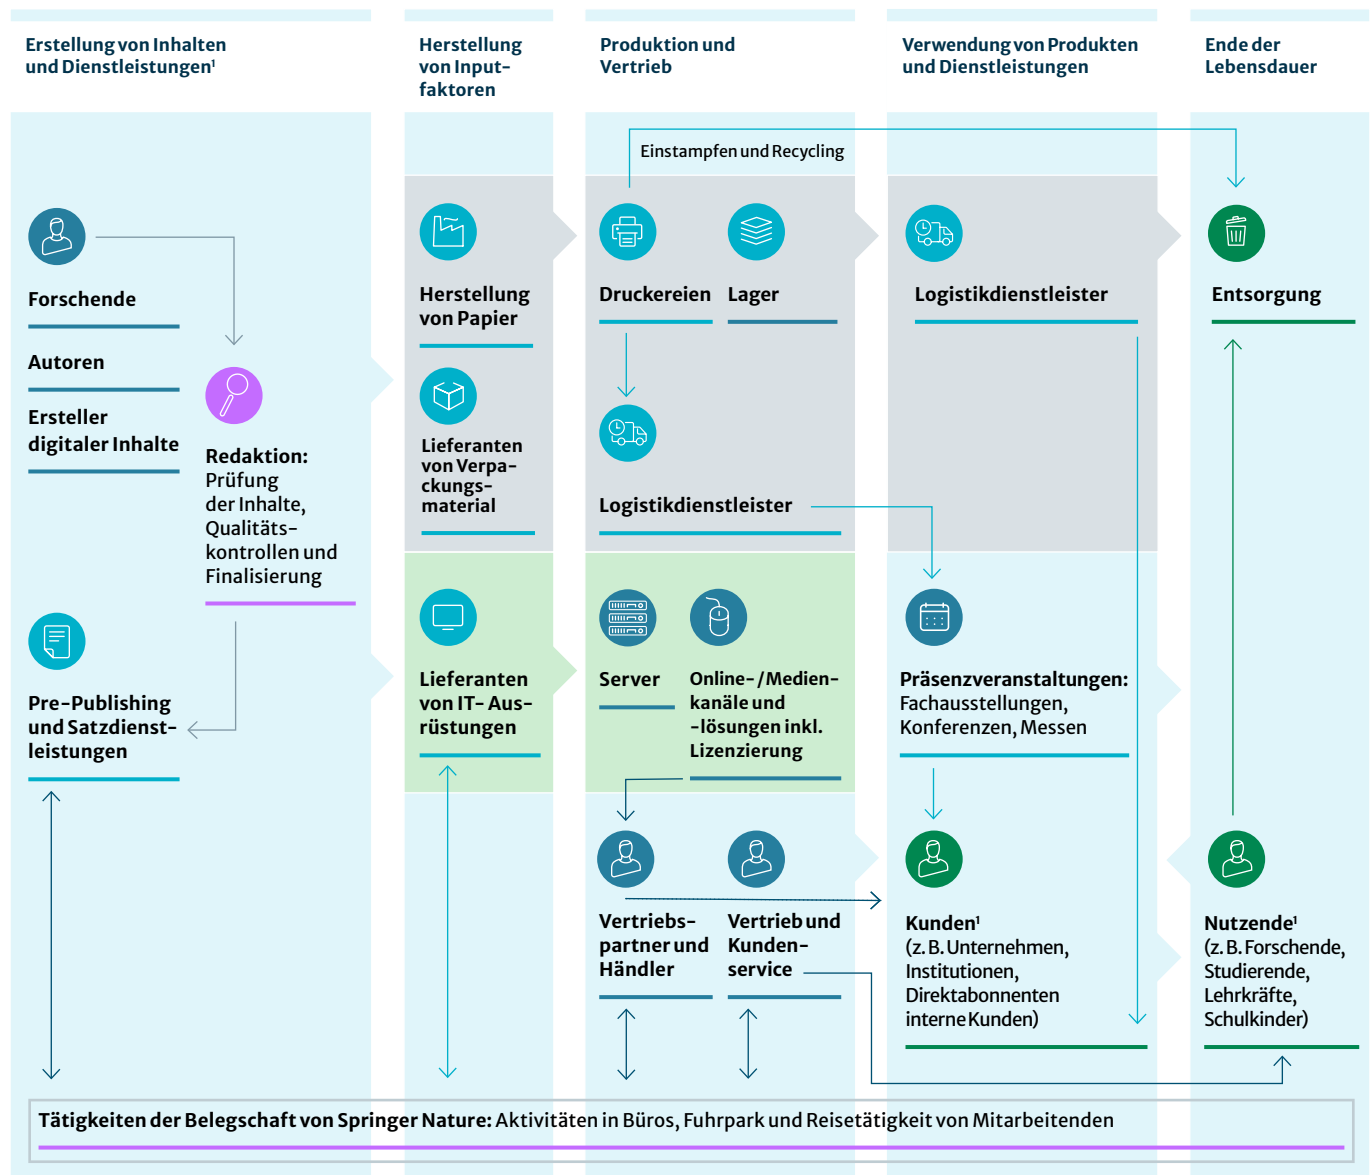 Erstellung von Inhalten
und Dienstleistungen¹
Herstellung
von Input-
faktoren
Produktion und
Vertrieb
Verwendung von Produkten
und Dienstleistungen
Ende der
Lebensdauer
Forschende
Autoren
Ersteller
digitaler Inhalte
Redaktion:
Prüfung
der Inhalte,
Qualitäts-
kontrollen und
Finalisierung
Pre-Publishing
und Satzdienst-
leistungen
Herstellung
von Papier
Lieferanten
von Verpa-
ckungs-
material
Lieferanten
von IT- Aus-
rüstungen
Einstampfen und Recycling
Druckereien
Lager
Logistikdienstleister
Server
Online-/Medien-
kanäle und
-lösungen inkl.
Lizenzierung
Vertriebs-
partner und
Händler
Vertrieb und
Kunden-
service
Logistikdienstleister
Präsenzveranstaltungen:
Fachausstellungen,
Konferenzen, Messen
Kunden¹
(z. B. Unternehmen,
Institutionen,
Direktabonnenten
interne Kunden)
Entsorgung
Nutzende¹
(z. B. Forschende,
Studierende,
Lehrkräfte,
Schulkinder)
Tätigkeiten der Belegschaft von Springer Nature: Aktivitäten in Büros, Fuhrpark und Reisetätigkeit von Mitarbeitenden